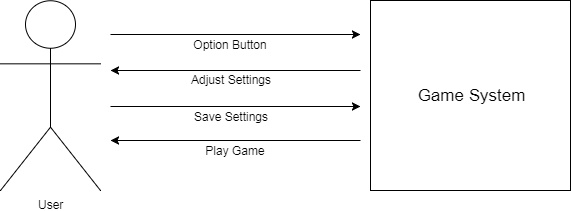 Option Button
Adjust Settings
Save Settings
Play Game
Game System
User